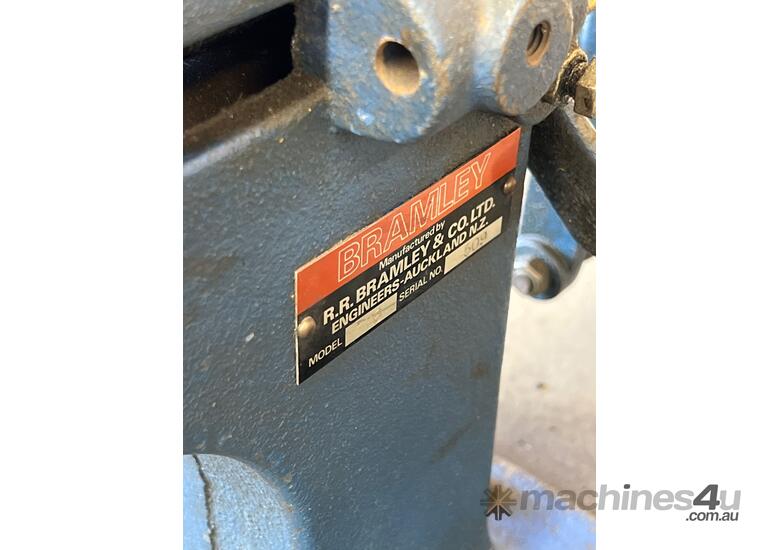 BRAMLEY
Manufactured by
R.R. BRAMLEY & CO. LTD.
ENGINEERS-AUCKLAND N.Z.
MODEL SERIAL NO.
machines4u
.com.au